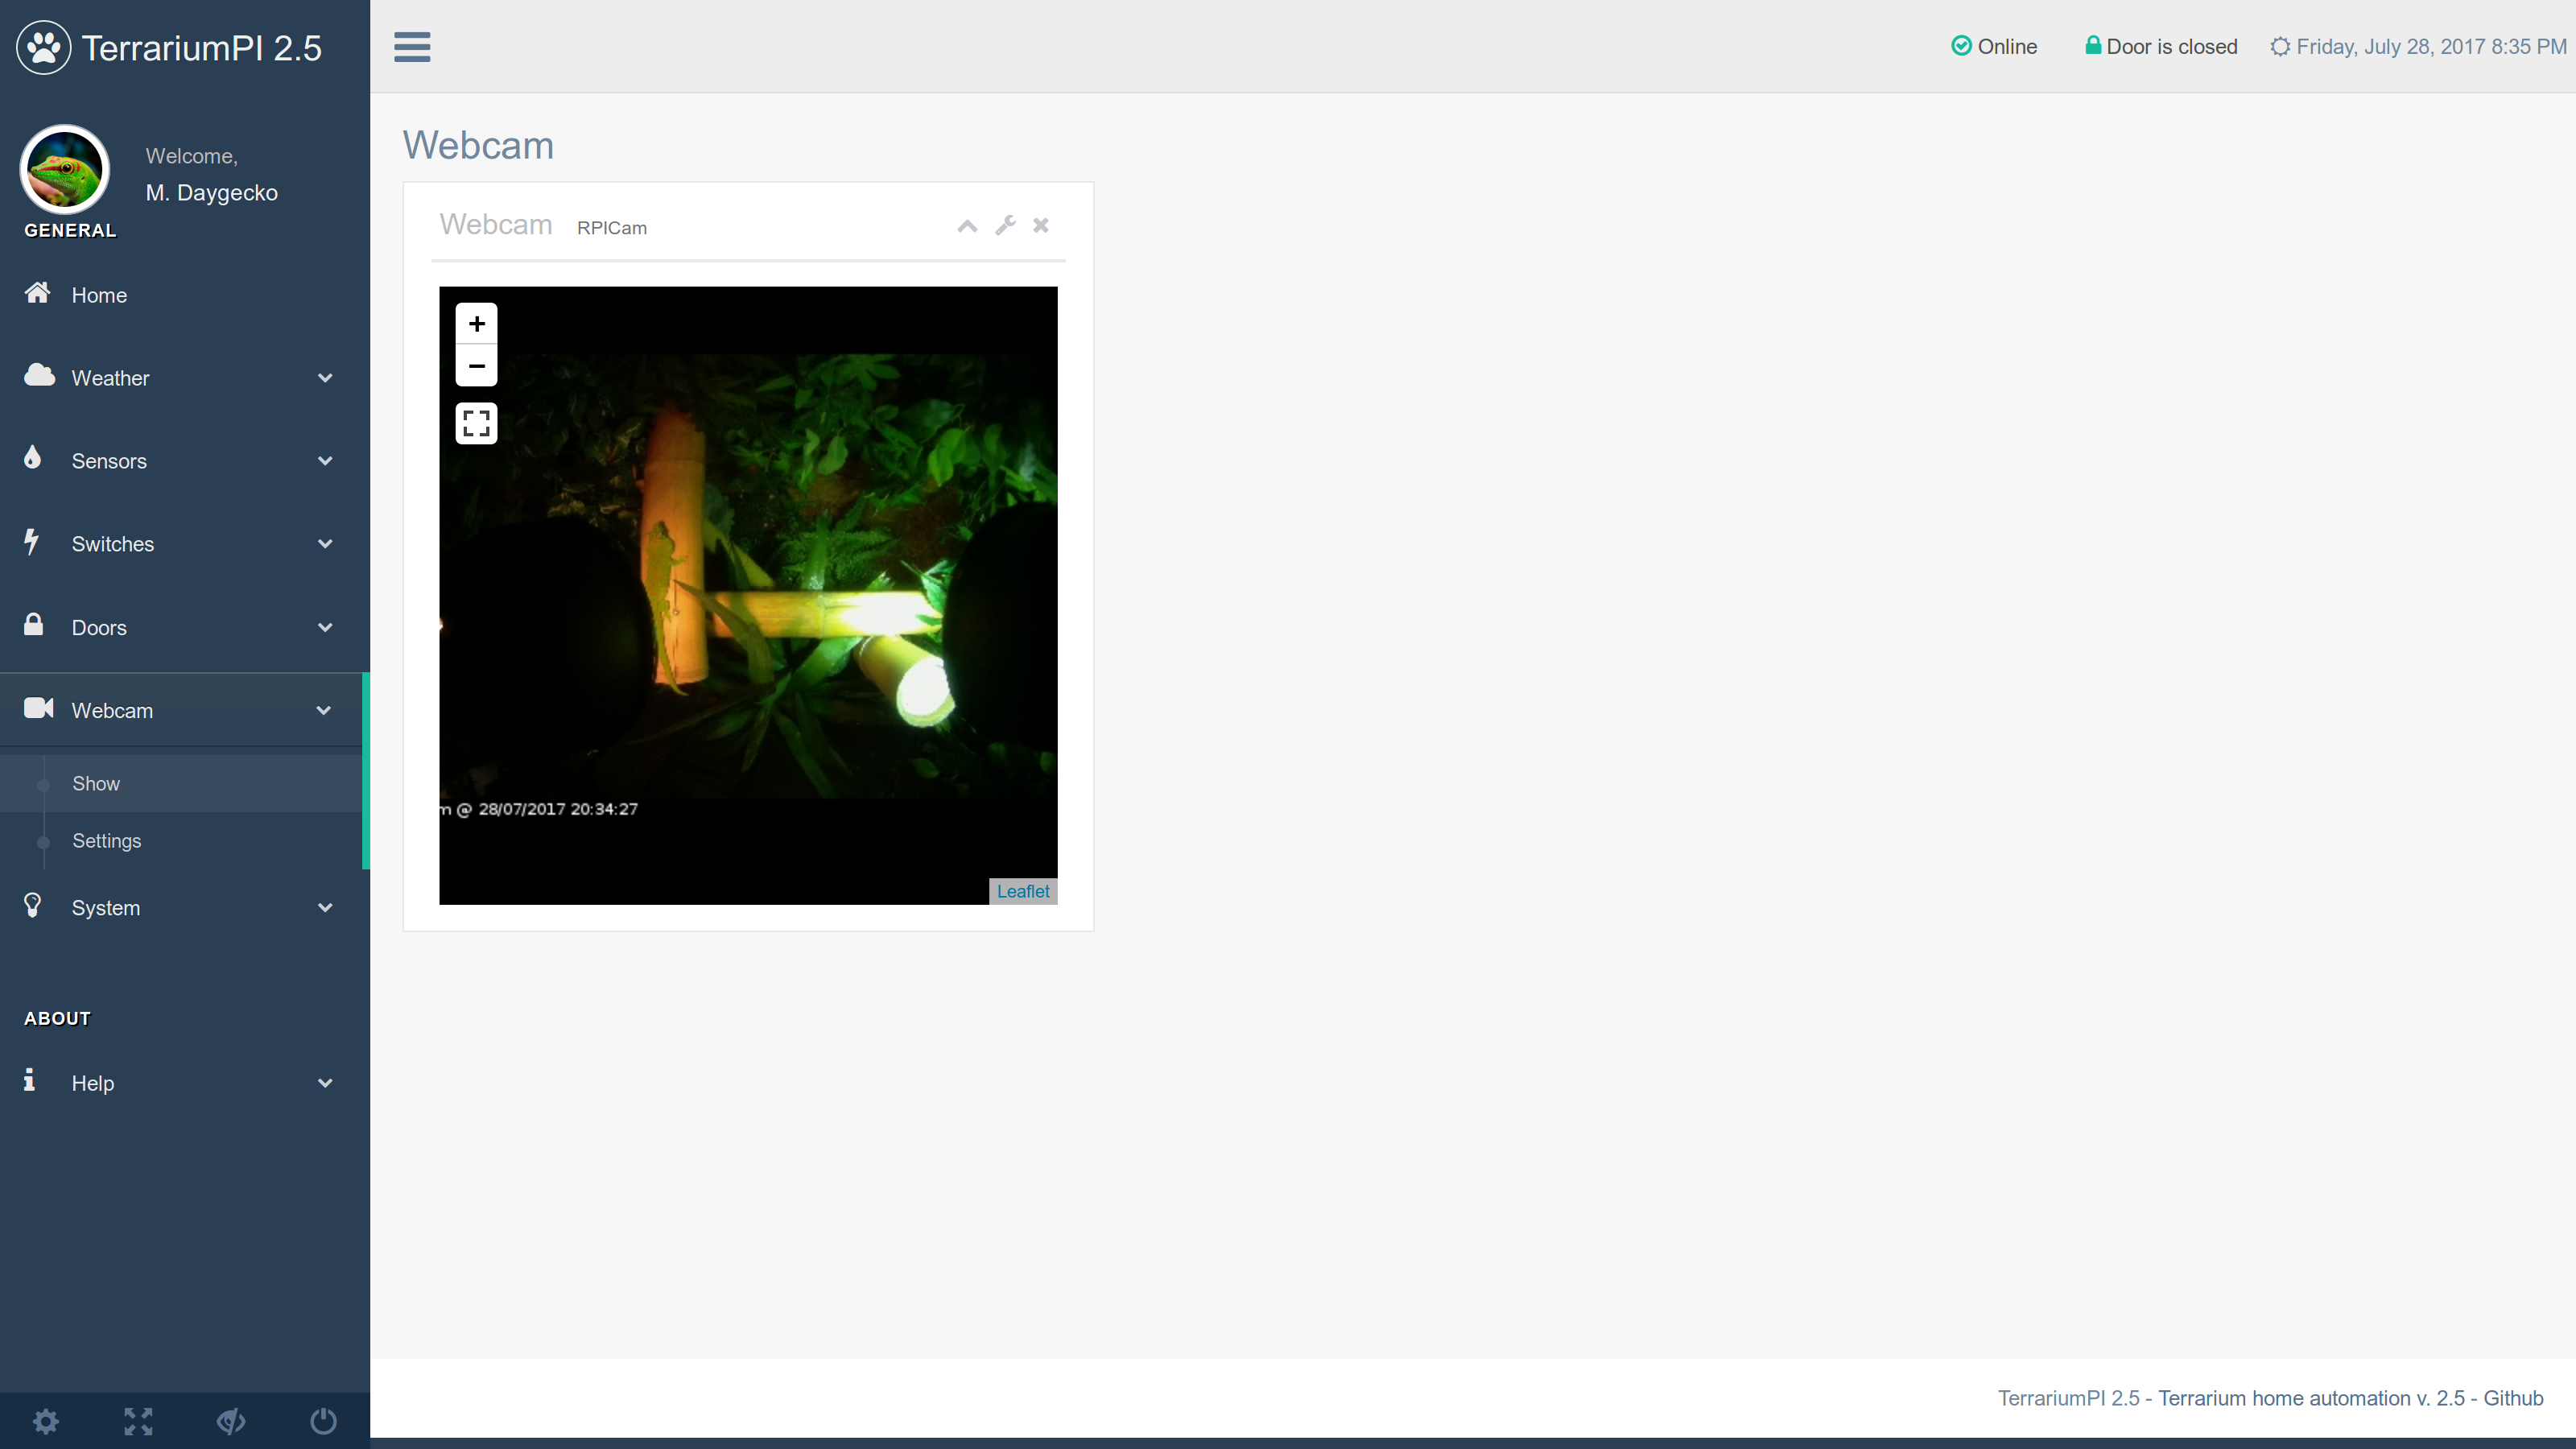 TerrariumPI 2.5
Online
Door is closed
Friday, July 28, 2017 8:35 PM
Welcome,
M. Daygecko
GENERAL
Home
Weather
Sensors
Switches
Doors
Webcam
Show
Settings
System
ABOUT
Help
Webcam
Webcam RPICam
+
−
m @ 28/07/2017 20:34:27
Leaflet
TerrariumPI 2.5 - Terrarium home automation v. 2.5 - Github